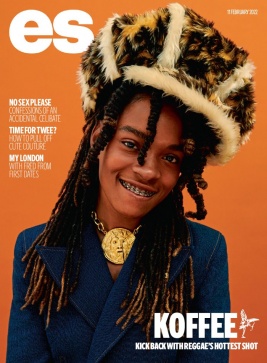 es
11 FEBRUARY 2022
NO SEX PLEASE
CONFESSIONS OF AN
ACCIDENTAL CELIBATE
TIME FOR TWEE?
HOW TO PULL OFF
CUTE COUTURE
MY LONDON
WITH FRED FROM
FIRST DATES
KOFFEE
KICK BACK WITH REGGAE'S HOTTEST SHOT